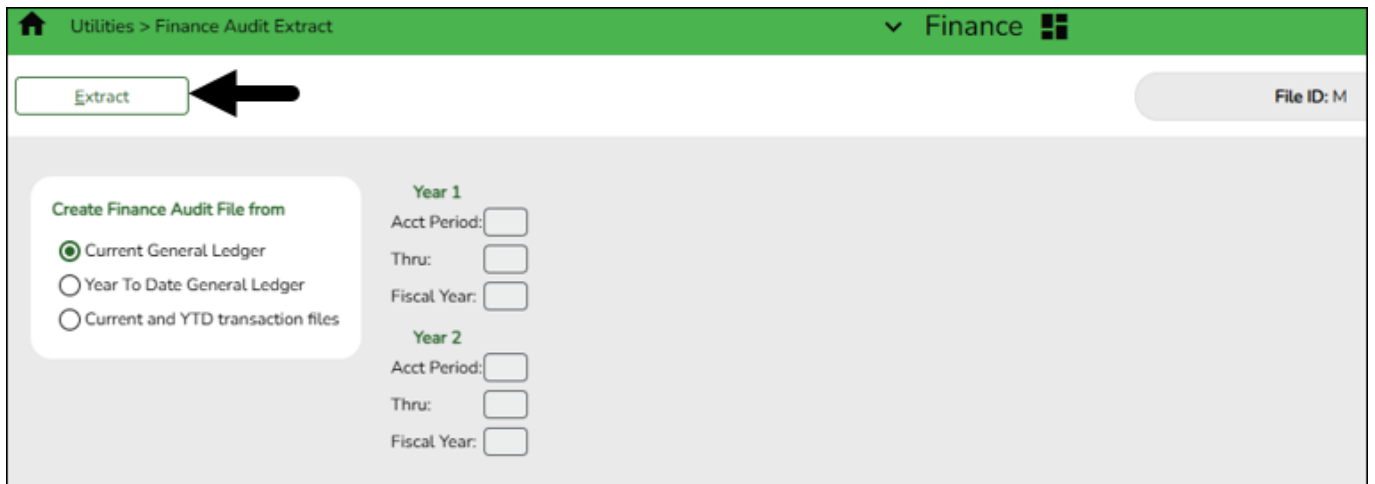 Utilities > Finance Audit Extract
Finance
Extract
File ID: M
Create Finance Audit File from
Current General Ledger
Year To Date General Ledger
Current and YTD transaction files
Year 1
Acct Period:
Thru:
Fiscal Year:
Year 2
Acct Period:
Thru:
Fiscal Year: